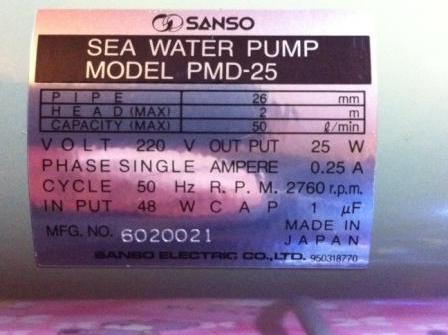 SANSO
SEA WATER PUMP
MODEL PMD-25
PIPE 26 mm
HEAD (MAX) 2 m
CAPACITY (MAX) 50 ℓ/min
VOLT 220 V OUT PUT 25 W
PHASE SINGLE AMPERE 0.25 A
CYCLE 50 Hz R.P.M. 2760 r.p.m.
IN PUT 48 W CAP 1 μF
MFG. NO. 6020021 MADE IN JAPAN
SANSO ELECTRIC CO.,LTD. 950318770